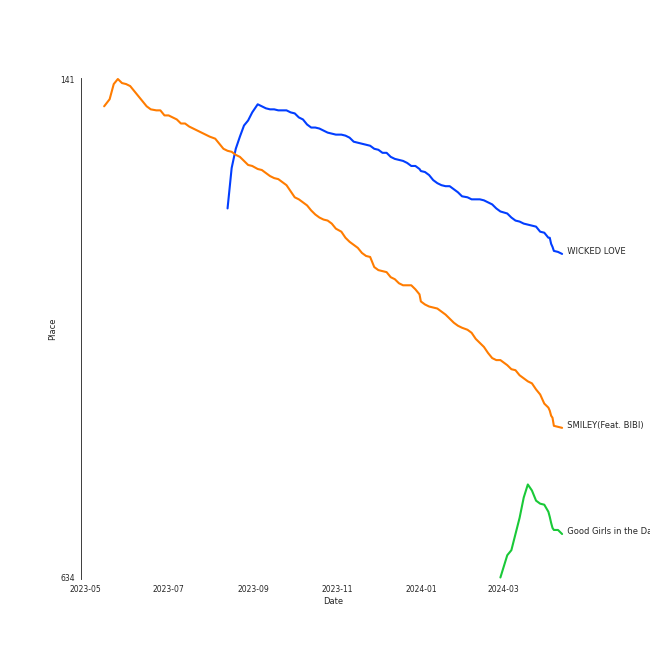 141
WICKED LOVE
Place
SMILEY(Feat. BIBI)
Good Girls in the Da
634
2023-05 2023-07 2023-09 2023-11 2024-01 2024-03
Date